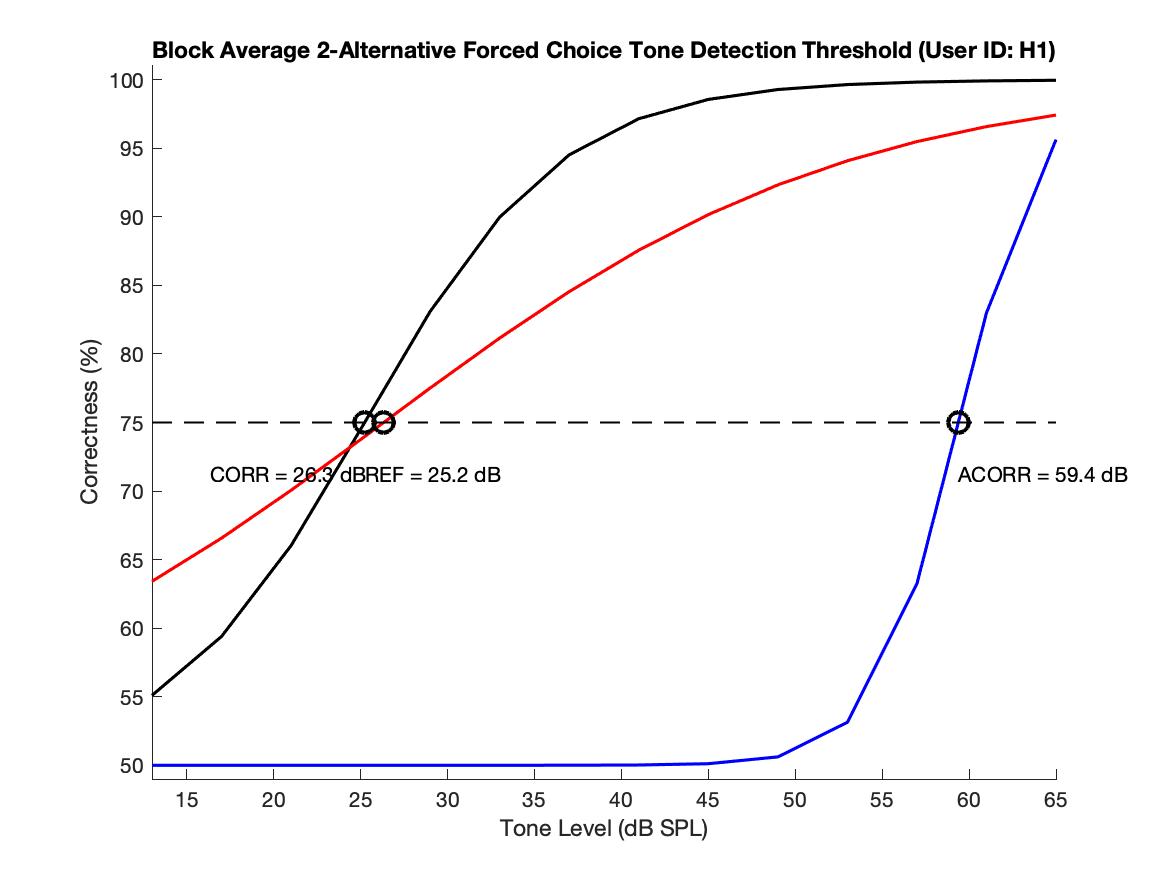 Block Average 2-Alternative Forced Choice Tone Detection Threshold (User ID: H1)
100
95
90
85
80
75
70
65
60
55
50
Correctness (%)
CORR = 26.3 dB
REF = 25.2 dB
ACORR = 59.4 dB
15 20 25 30 35 40 45 50 55 60 65
Tone Level (dB SPL)